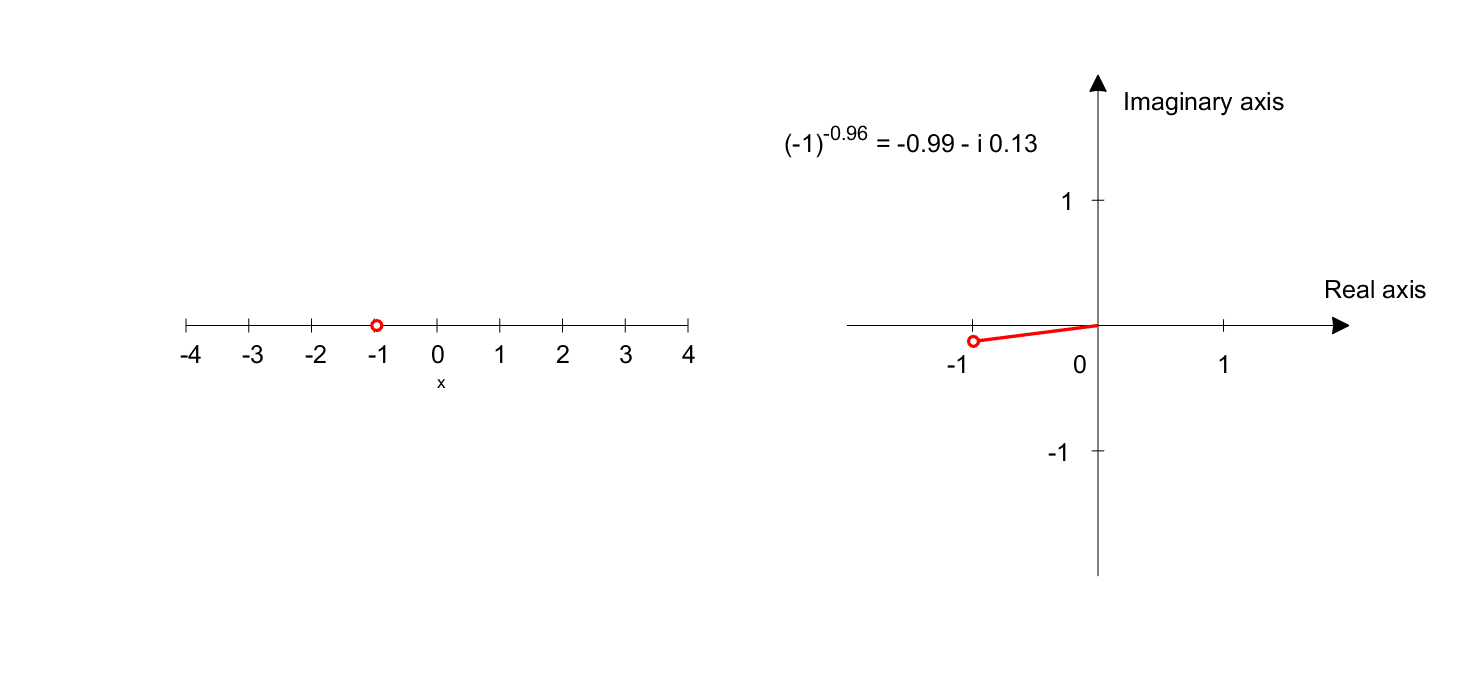 Imaginary axis
(-1)^-0.96 = -0.99 - i 0.13
1
Real axis
-4 -3 -2 -1 0 1 2 3 4
x
-1 0 1
-1